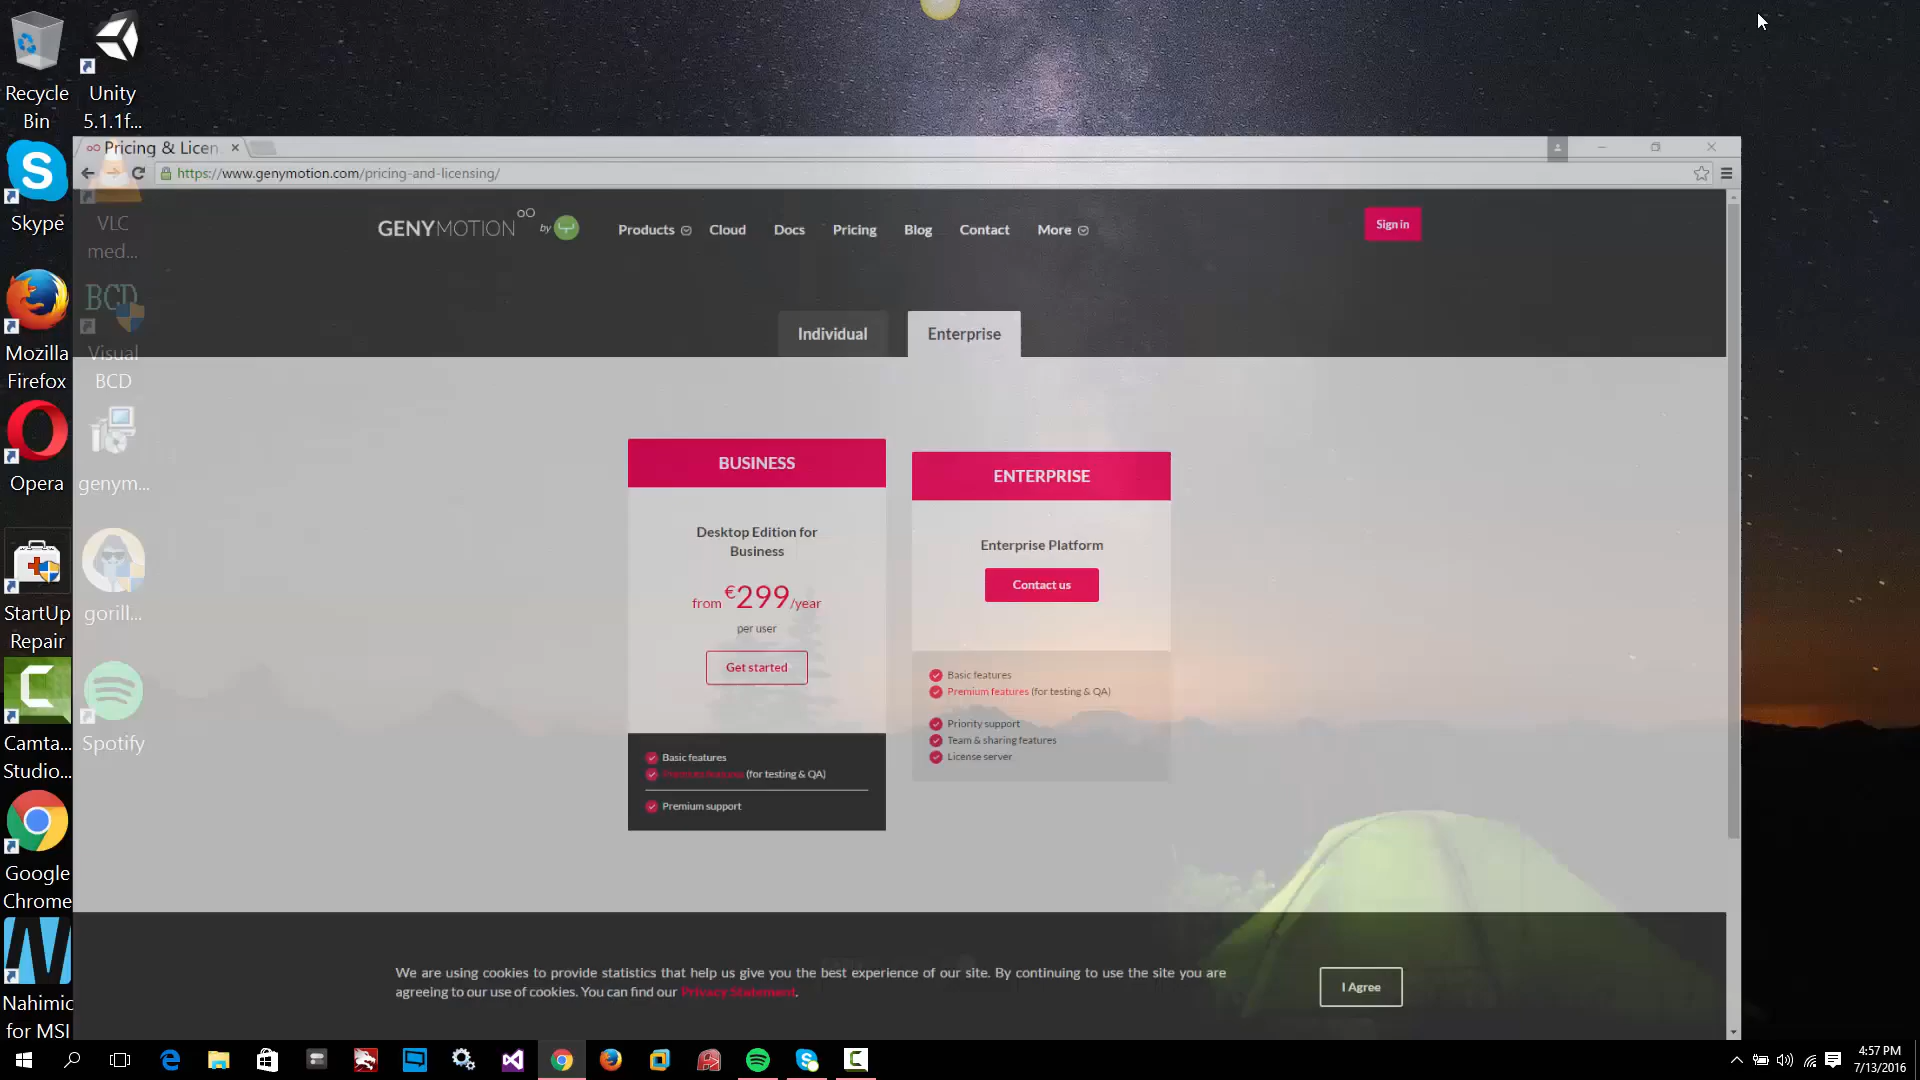 Recycle
Bin
Unity
5.1.1f...
Skype
VLC
med...
Mozilla
Firefox
BCD
Visual
BCD
Opera
genym...
StartUp
Repair
gorill...
Camta...
Studio...
Spotify
Google
Chrome
Nahimic
for MSI
Pricing & Licen
https://www.genymotion.com/pricing-and-licensing/
GENYMOTION by
Products Cloud Docs Pricing Blog Contact More
Sign in
Individual
Enterprise
BUSINESS
Desktop Edition for
Business
from €299/year
per user
Get started
Basic features
Premium features (for testing & QA)
Premium support
ENTERPRISE
Enterprise Platform
Contact us
Basic features
Premium features (for testing & QA)
Priority support
Team & sharing features
License server
We are using cookies to provide statistics that help us give you the best experience of our site. By continuing to use the site you are
agreeing to our use of cookies. You can find our Privacy Statement.
I Agree
4:57 PM
7/13/2016